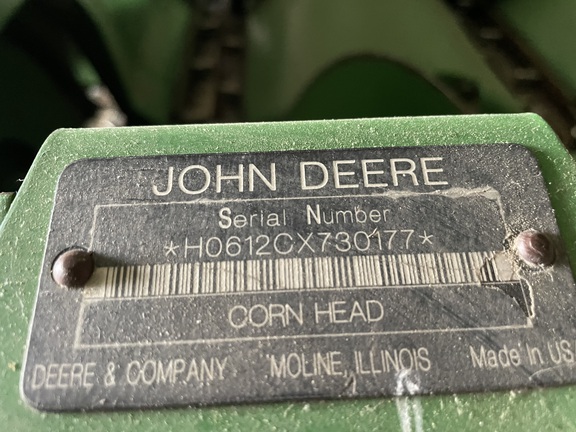 JOHN DEERE
Serial Number
*H0612CX730177*
CORN HEAD
DEERE & COMPANY MOLINE, ILLINOIS Made In US